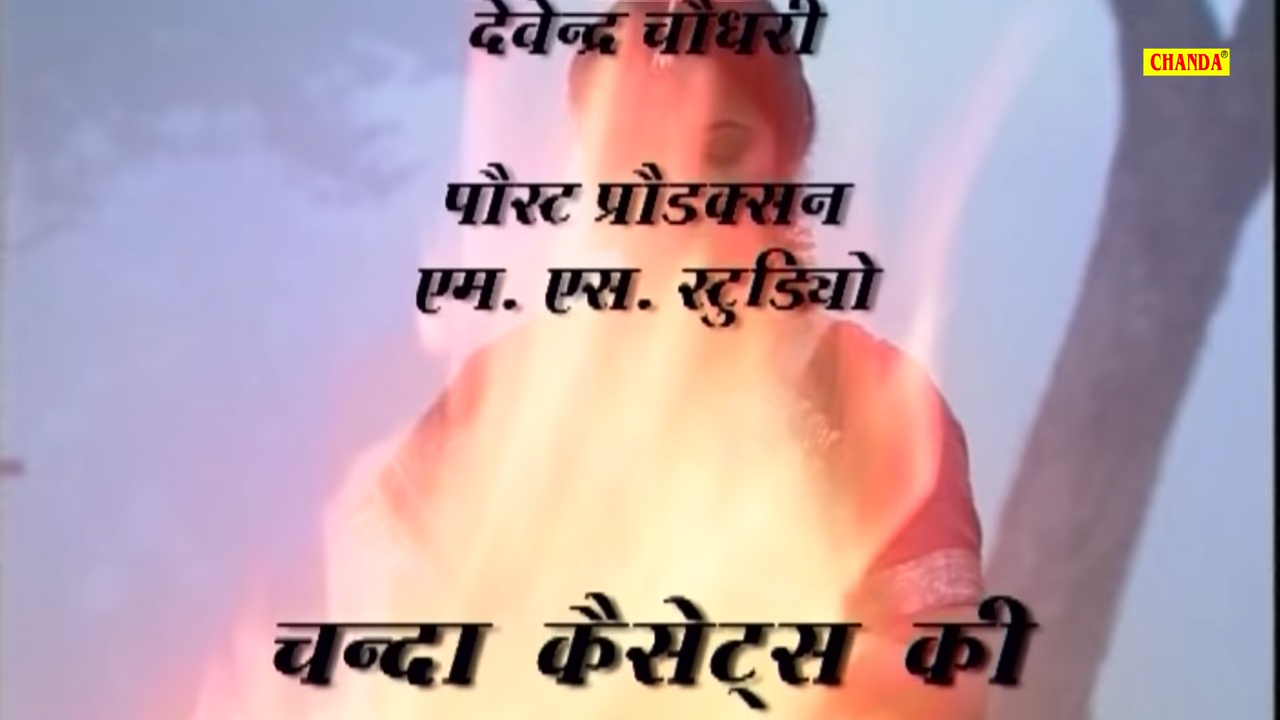 देवेन्द्र चौधरी
CHANDA®
पौस्ट प्रौडक्सन
एम. एस. स्टुडियो
चन्दा कैसेट्स की